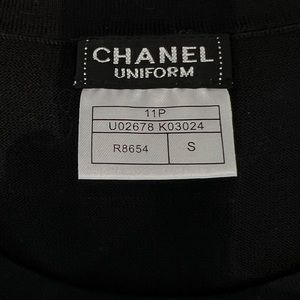 CHANEL
UNIFORM
11P
U02678 K03024
R8654 S